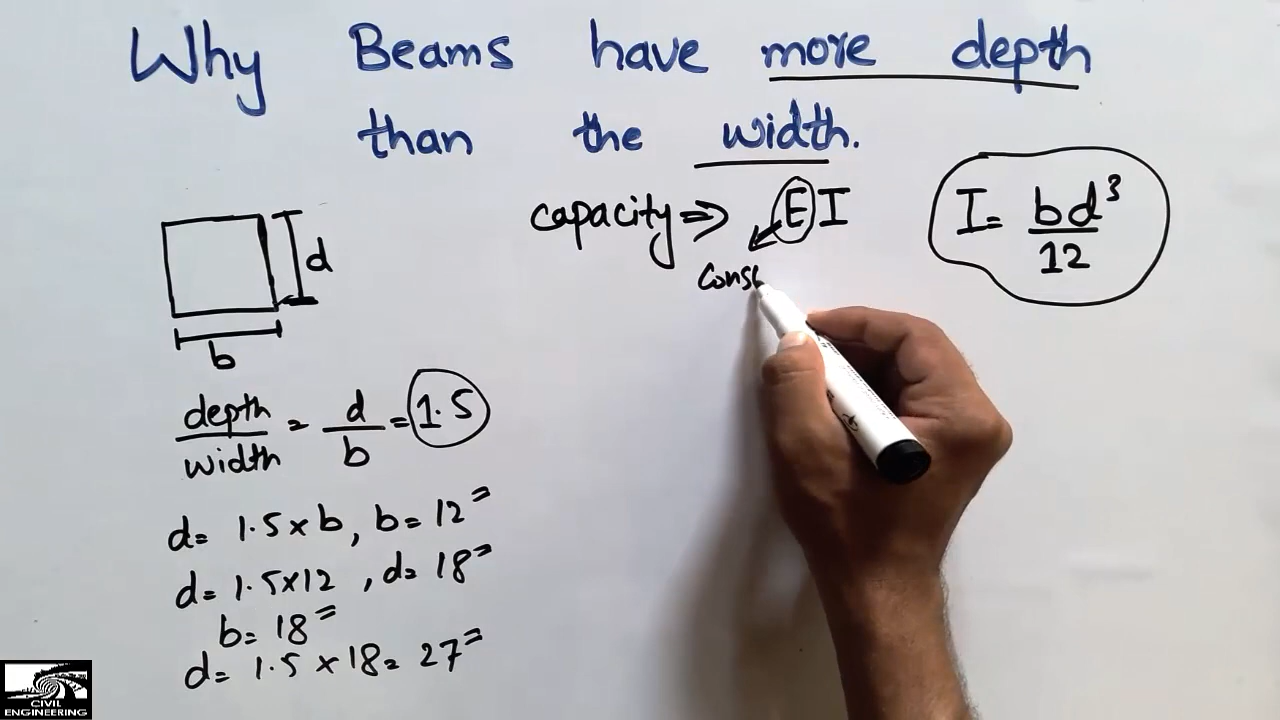 Why Beams have more depth
than the width.
capacity => EI
Const
I = bd³/12
d
b
depth/width = d/b = 1.5
d= 1.5 x b, b= 12"
d= 1.5x12, d= 18"
b= 18"
d= 1.5 x 18= 27"
CIVIL
ENGINEERING